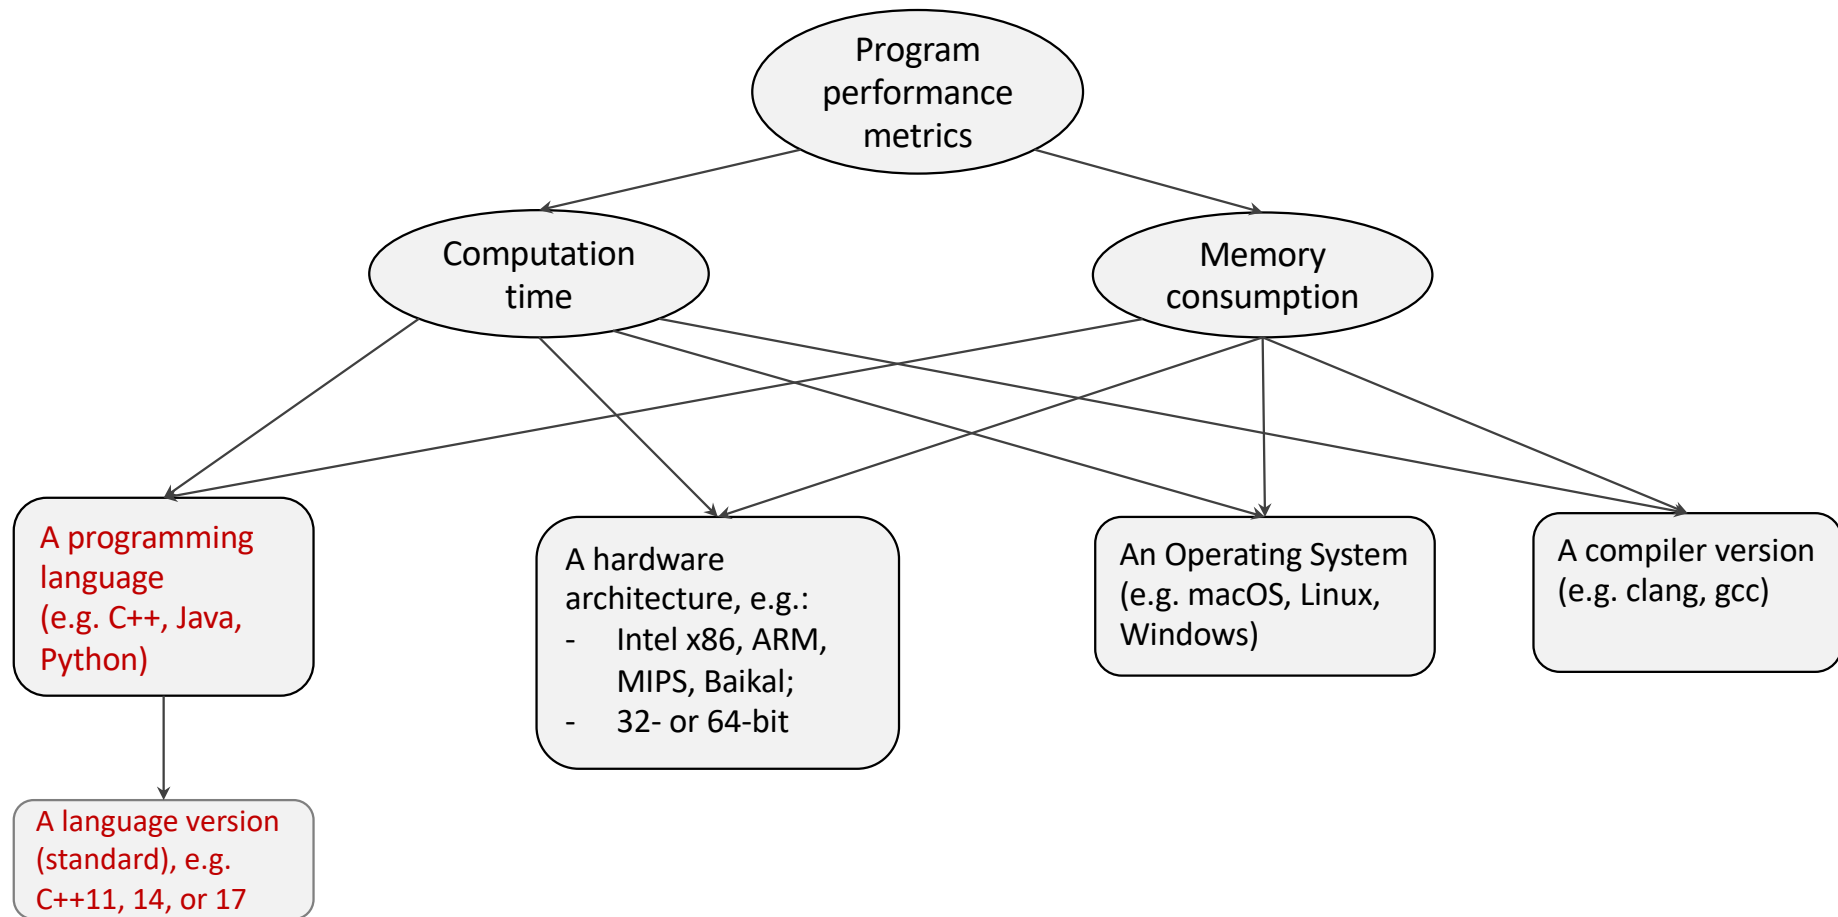 Program
performance
metrics
Computation
time
Memory
consumption
A programming
language
(e.g. C++, Java,
Python)
A hardware
architecture, e.g.:
- Intel x86, ARM,
MIPS, Baikal;
- 32- or 64-bit
An Operating System
(e.g. macOS, Linux,
Windows)
A compiler version
(e.g. clang, gcc)
A language version
(standard), e.g.
C++11, 14, or 17